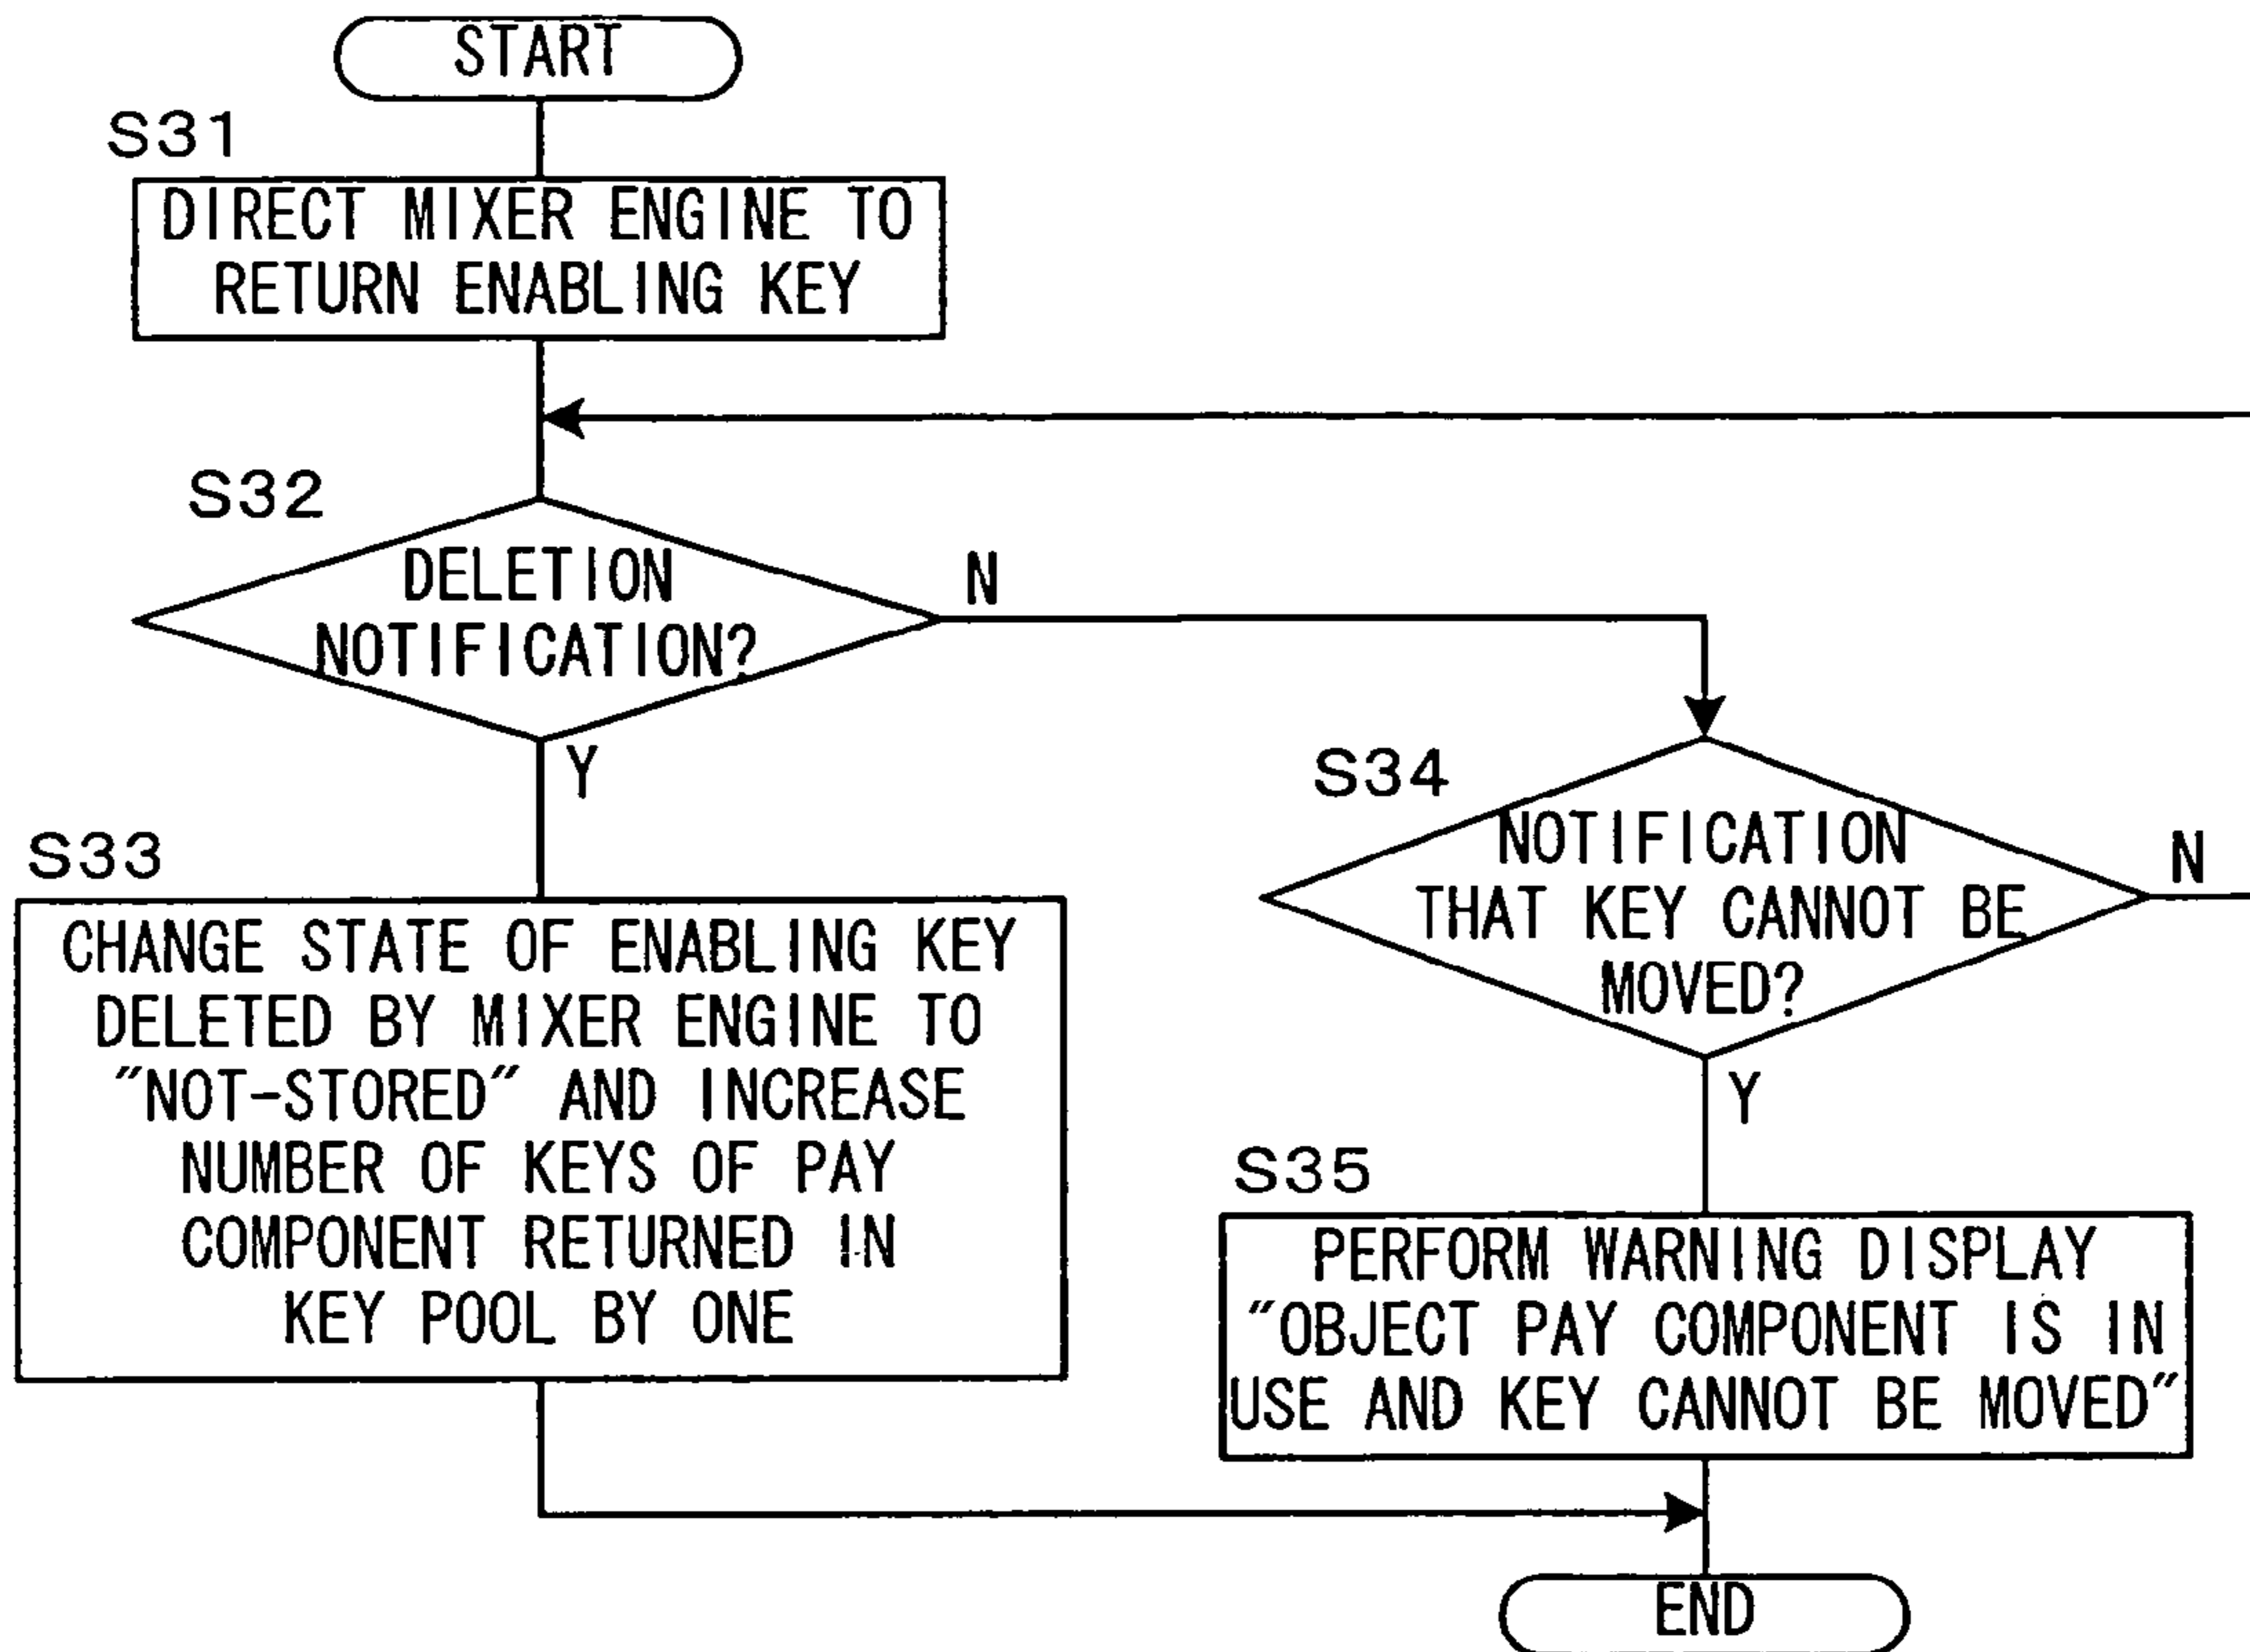 START
S31
DIRECT MIXER ENGINE TO
RETURN ENABLING KEY
S32
DELETION
NOTIFICATION?
N
Y
S33
CHANGE STATE OF ENABLING KEY
DELETED BY MIXER ENGINE TO
"NOT-STORED" AND INCREASE
NUMBER OF KEYS OF PAY
COMPONENT RETURNED IN
KEY POOL BY ONE
S34
NOTIFICATION
THAT KEY CANNOT BE
MOVED?
N
Y
S35
PERFORM WARNING DISPLAY
"OBJECT PAY COMPONENT IS IN
USE AND KEY CANNOT BE MOVED"
END